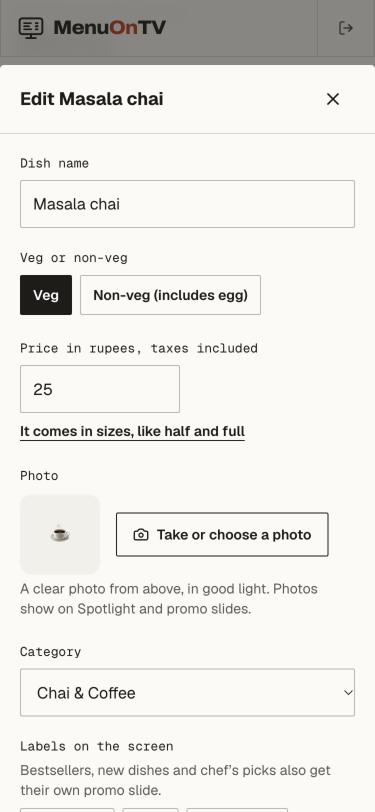 MenuOnTV
Edit Masala chai
Dish name
Masala chai
Veg or non-veg
Veg
Non-veg (includes egg)
Price in rupees, taxes included
25
It comes in sizes, like half and full
Photo
Take or choose a photo
A clear photo from above, in good light. Photos
show on Spotlight and promo slides.
Category
Chai & Coffee
Labels on the screen
Bestsellers, new dishes and chef's picks also get
their own promo slide.